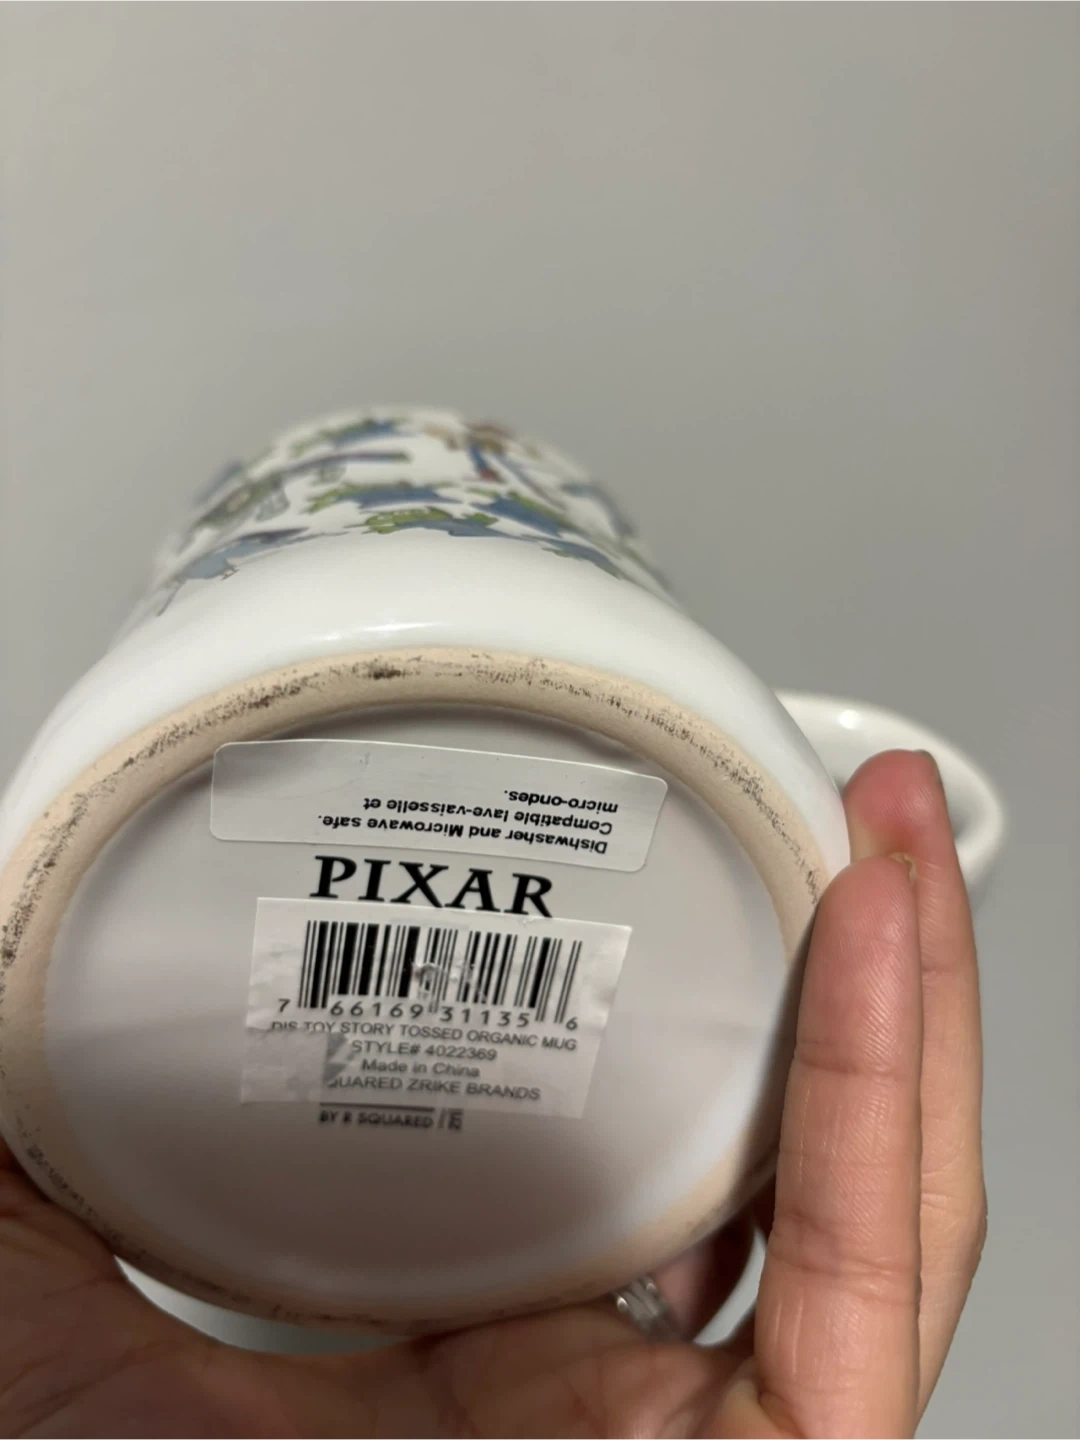 Dishwasher and Microwave safe.
Compatible lave-vaisselle et
micro-ondes.
PIXAR
7 66169 31135 6
DIS TOY STORY TOSSED ORGANIC MUG
STYLE# 4022369
Made in China
SQUARED ZRIKE BRANDS
BY R SQUARED